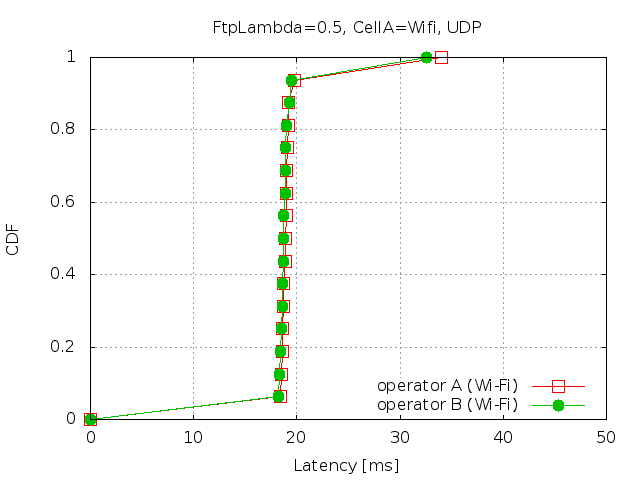 FtpLambda=0.5, CellA=Wifi, UDP
1
0.8
0.6
0.4
0.2
0
CDF
operator A (Wi-Fi)
operator B (Wi-Fi)
0 10 20 30 40 50
Latency [ms]